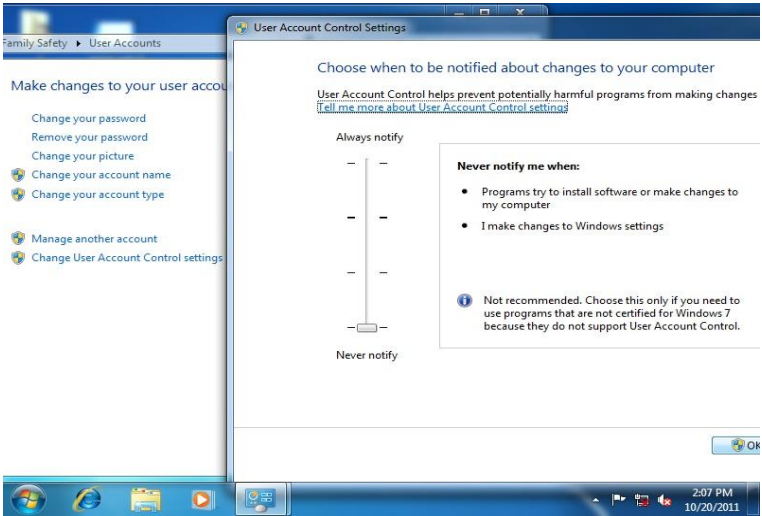 Family Safety ▸ User Accounts
Make changes to your user accou
Change your password
Remove your password
Change your picture
Change your account name
Change your account type
Manage another account
Change User Account Control settings
User Account Control Settings
Choose when to be notified about changes to your computer
User Account Control helps prevent potentially harmful programs from making changes
Tell me more about User Account Control settings
Always notify
Never notify
Never notify me when:
• Programs try to install software or make changes to
my computer
• I make changes to Windows settings
Not recommended. Choose this only if you need to
use programs that are not certified for Windows 7
because they do not support User Account Control.
OK
2:07 PM
10/20/2011